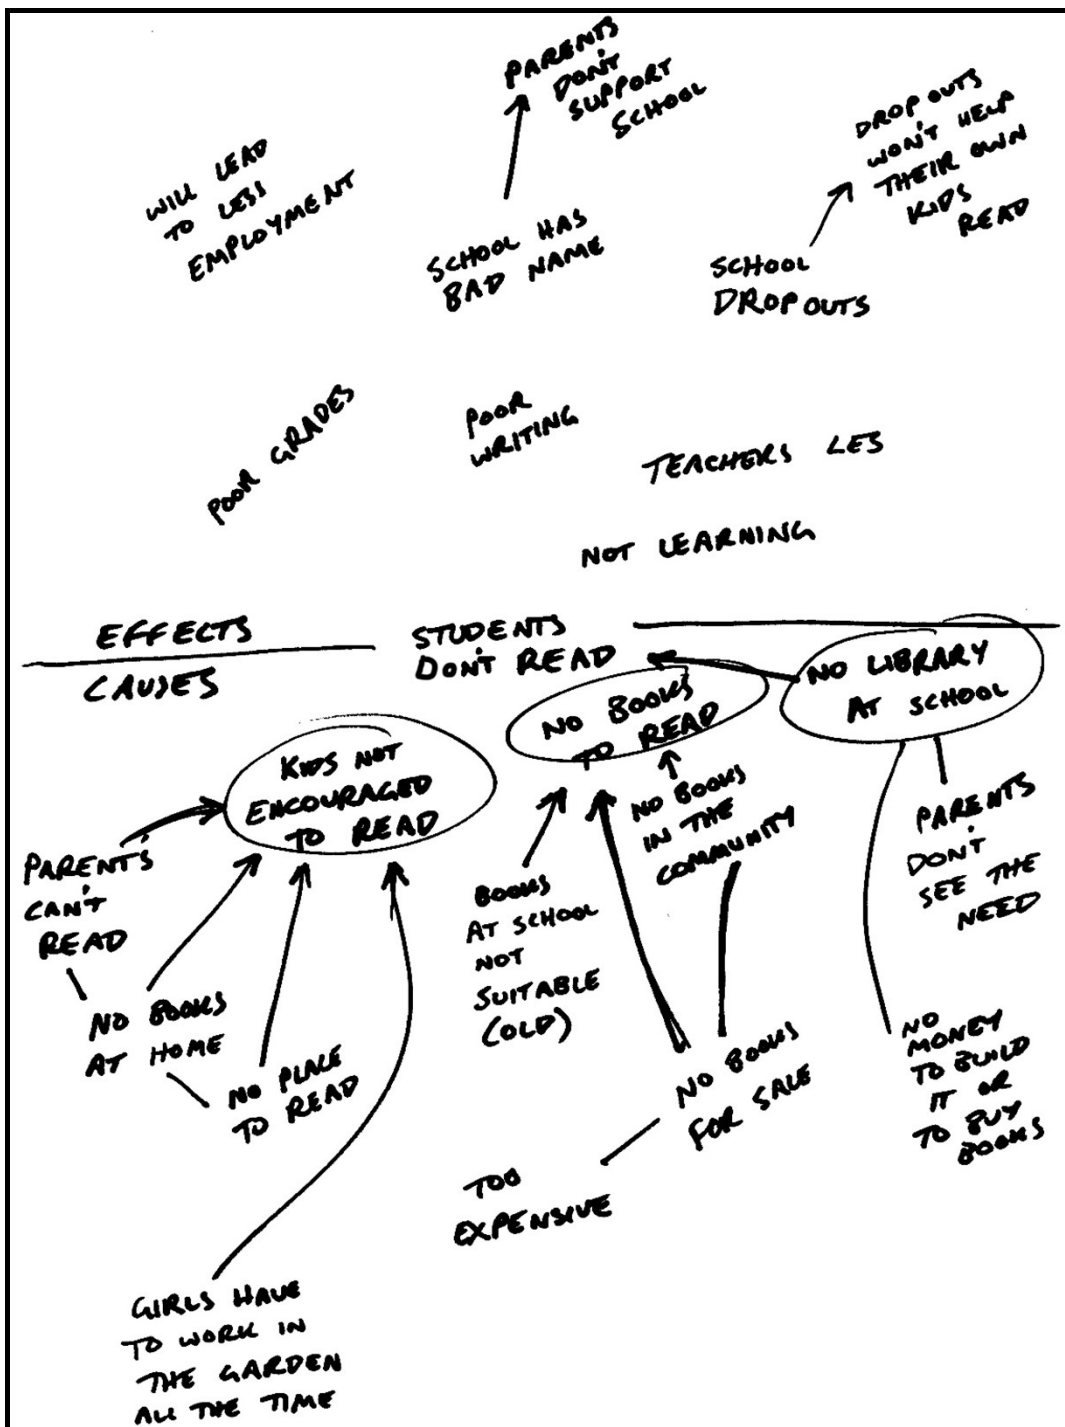 PARENTS
DON'T
SUPPORT
SCHOOL
DROP OUTS
WON'T HELP
THEIR OWN
KIDS
READ
WILL LEAD
TO LESS
EMPLOYMENT
SCHOOL HAS
BAD NAME
SCHOOL
DROP OUTS
POOR GRADES
POOR
WRITING
TEACHERS LES
NOT LEARNING
EFFECTS
STUDENTS
DON'T READ
CAUSES
NO LIBRARY
AT SCHOOL
NO BOOKS
TO READ
KIDS NOT
ENCOURAGED
TO READ
NO BOOKS
IN THE
COMMUNITY
PARENTS
DON'T
SEE THE
NEED
PARENT'S
CAN'T
READ
BOOKS
AT SCHOOL
NOT
SUITABLE
(OLD)
NO BOOKS
AT HOME
NO PLACE
TO READ
NO BOOKS
FOR SALE
NO
MONEY
TO BUILD
IT OR
TO BUY
BOOKS
TOO
EXPENSIVE
GIRLS HAVE
TO WORK IN
THE GARDEN
ALL THE TIME